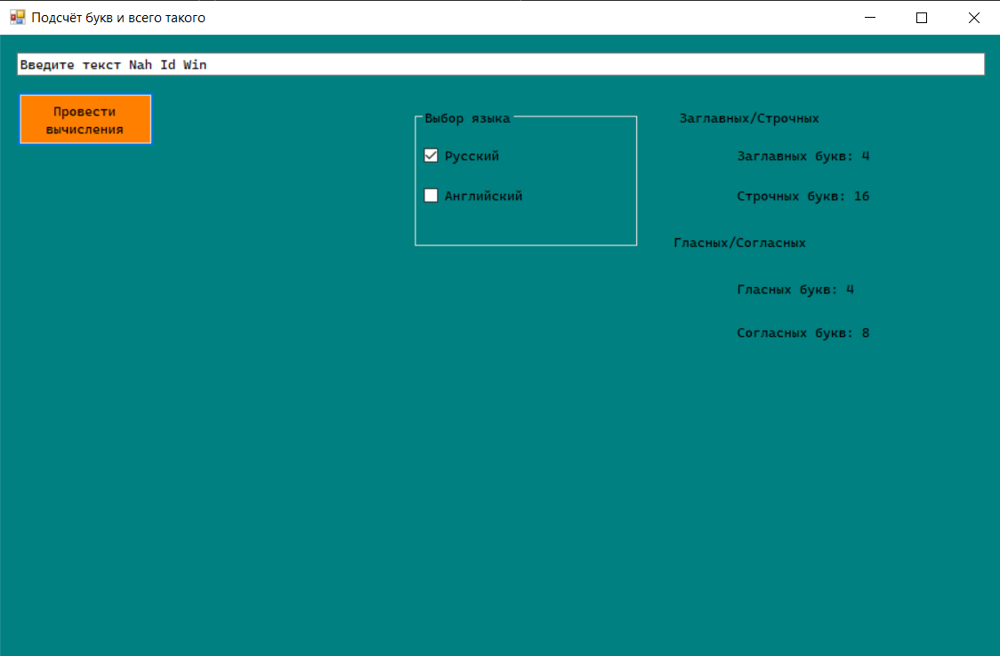 Подсчёт букв и всего такого
Введите текст Nah Id Win
Провести
вычисления
Выбор языка
Русский
Английский
Заглавных/Строчных
Заглавных букв: 4
Строчных букв: 16
Гласных/Согласных
Гласных букв: 4
Согласных букв: 8